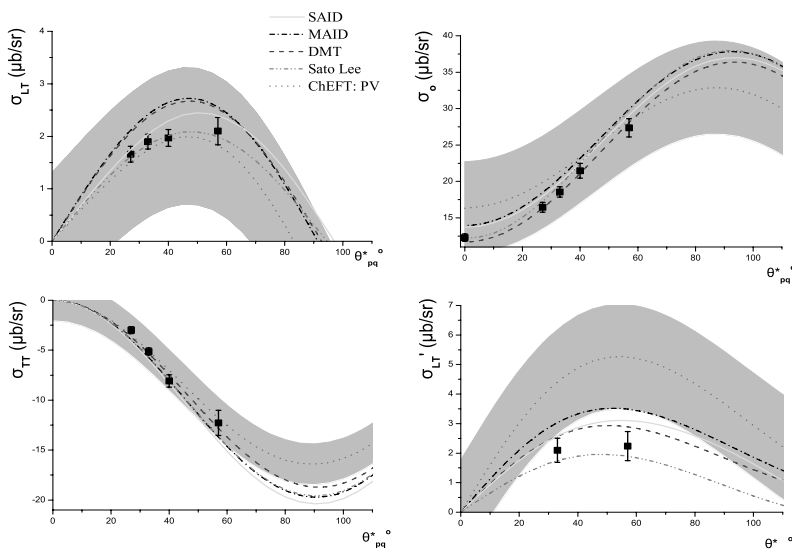 SAID
MAID
DMT
Sato Lee
ChEFT: PV
σLT (μb/sr)
4
3
2
1
0
0 20 40 60 80 100
θ*pq o
σo (μb/sr)
40
35
30
25
20
15
0 20 40 60 80 100
θ*pq o
σTT (μb/sr)
0
-5
-10
-15
-20
0 20 40 60 80 100
θ*pq o
σLT' (μb/sr)
7
6
5
4
3
2
1
0
0 20 40 60 80 100
θ* o